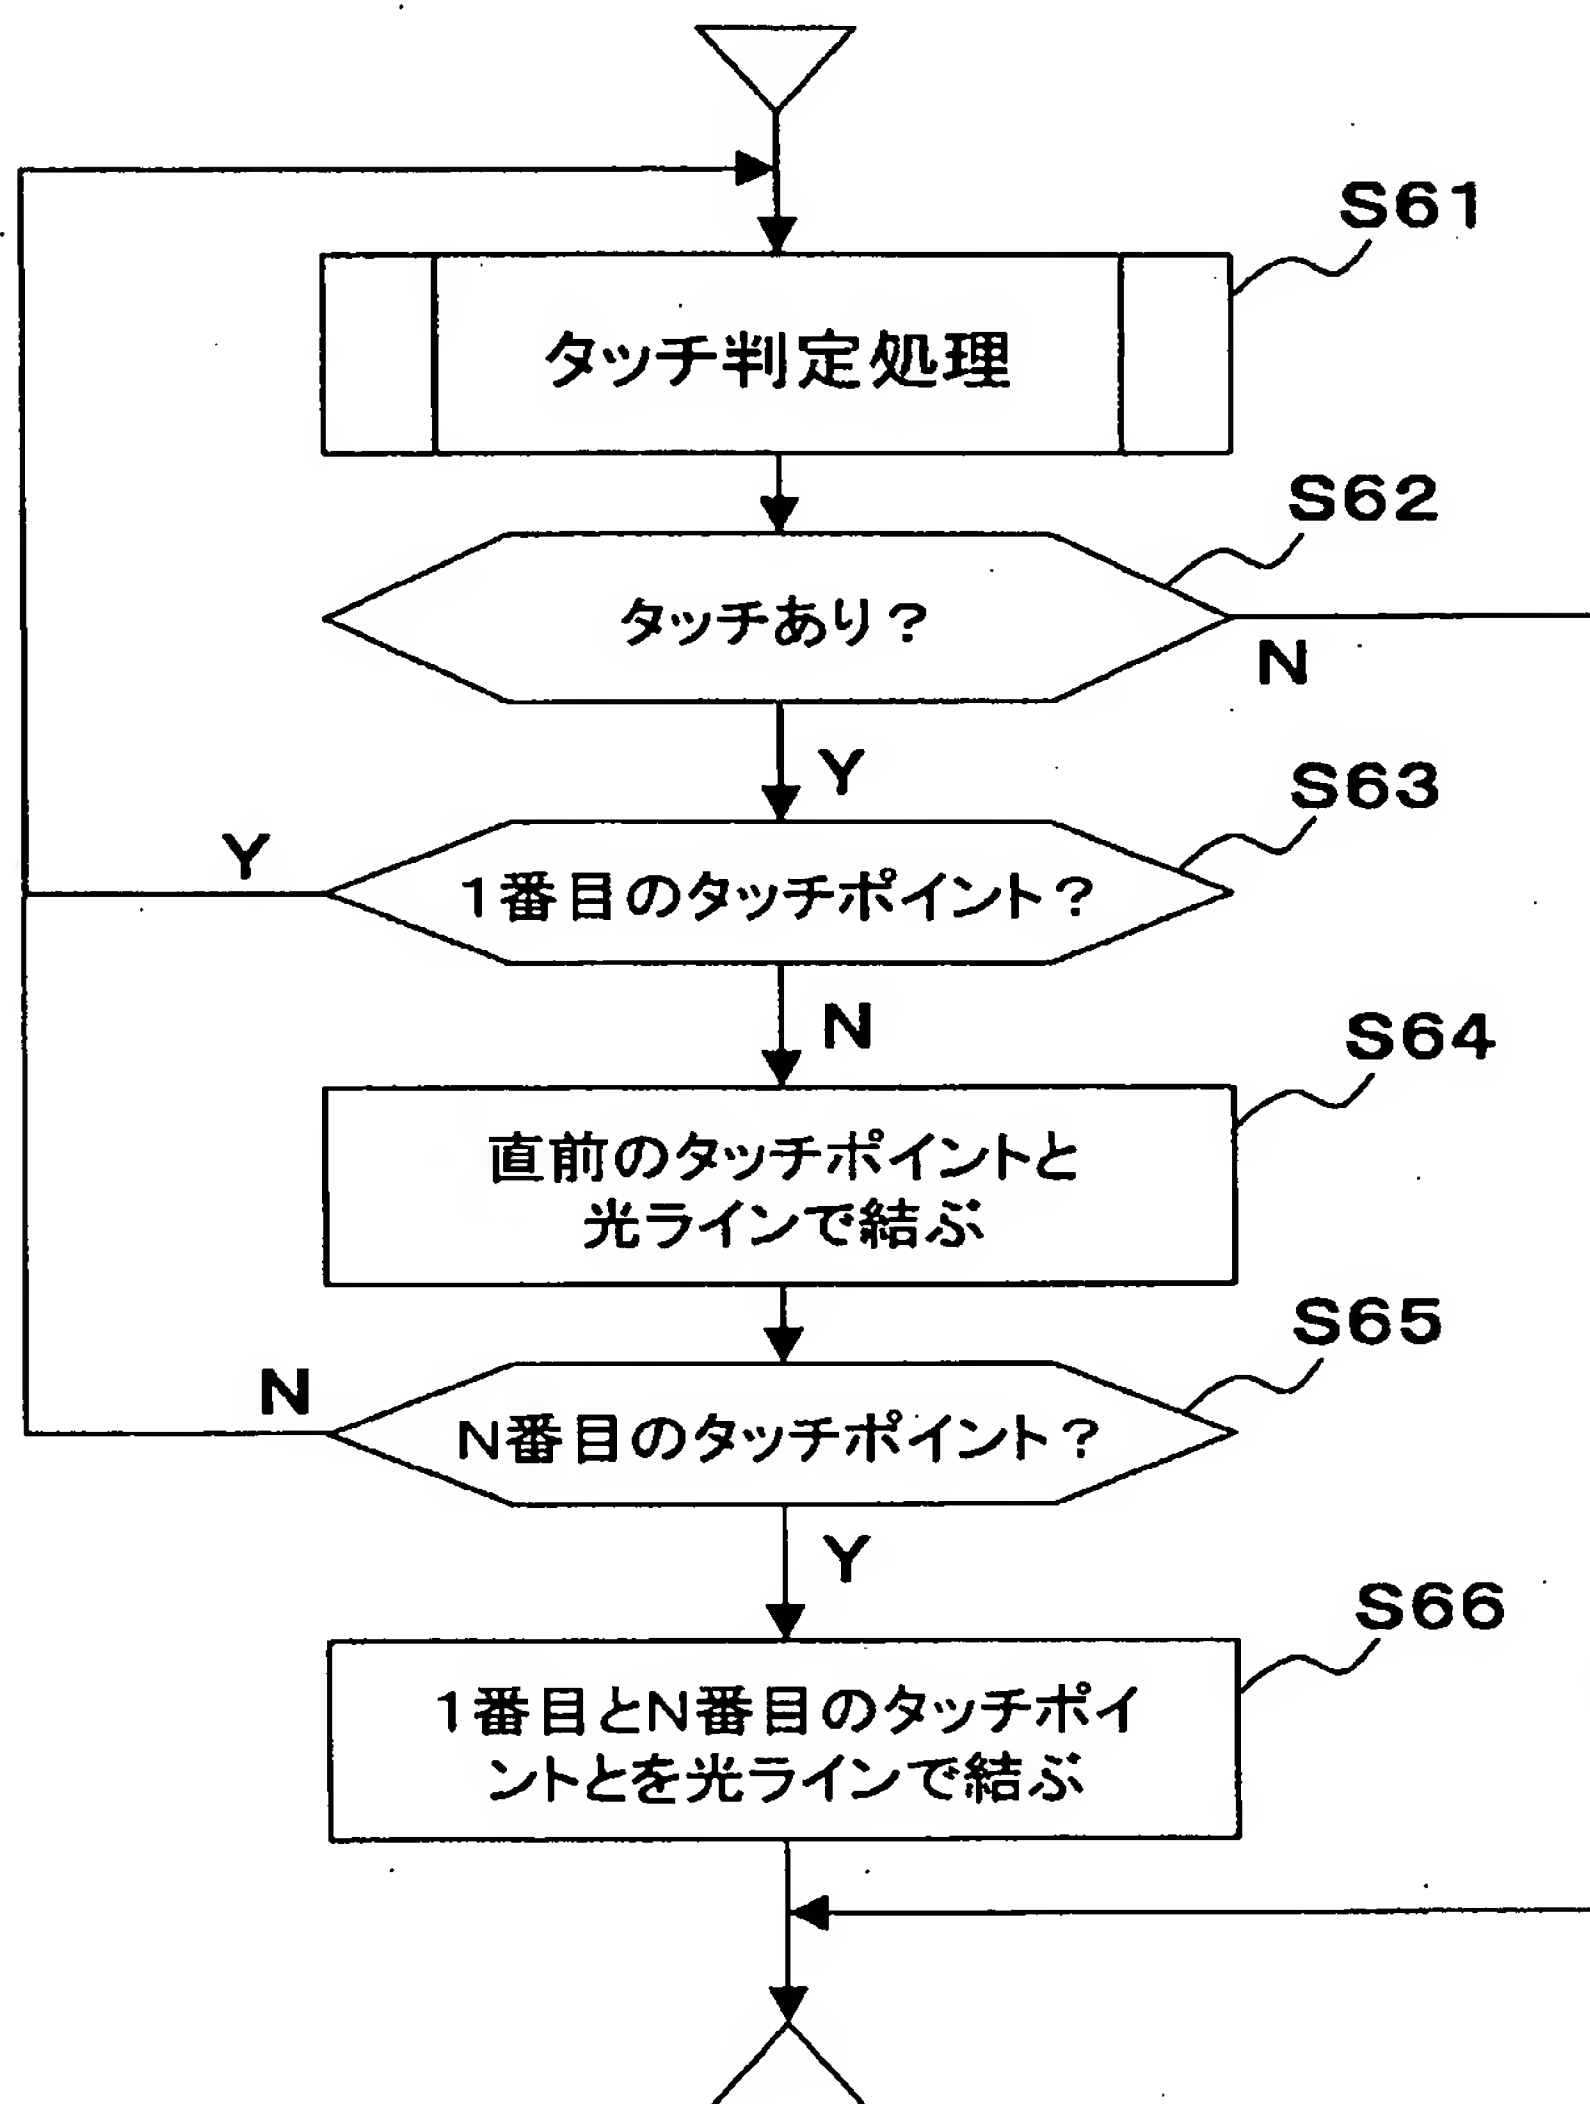 S61
タッチ判定処理
S62
タッチあり？
N
Y
S63
Y
1番目のタッチポイント？
N
S64
直前のタッチポイントと
光ラインで結ぶ
S65
N
N番目のタッチポイント？
Y
S66
1番目とN番目のタッチポイ
ントとを光ラインで結ぶ